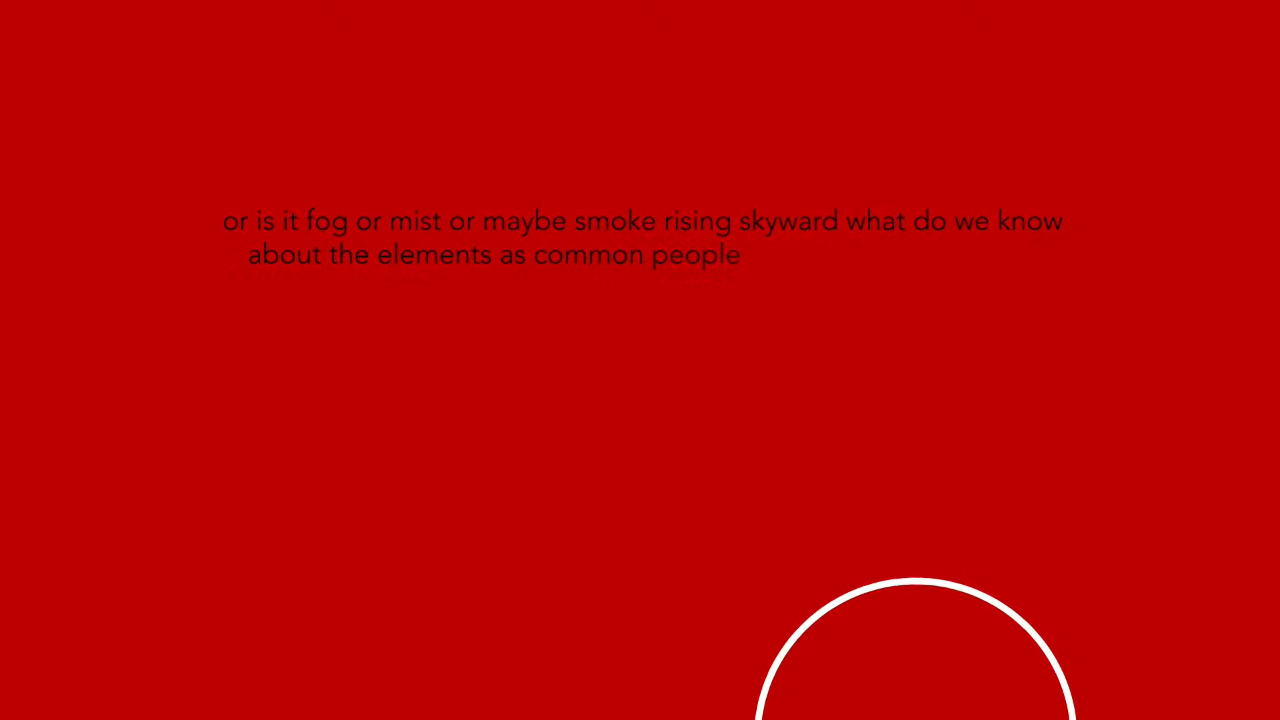 or is it fog or mist or maybe smoke rising skyward what do we know
about the elements as common people